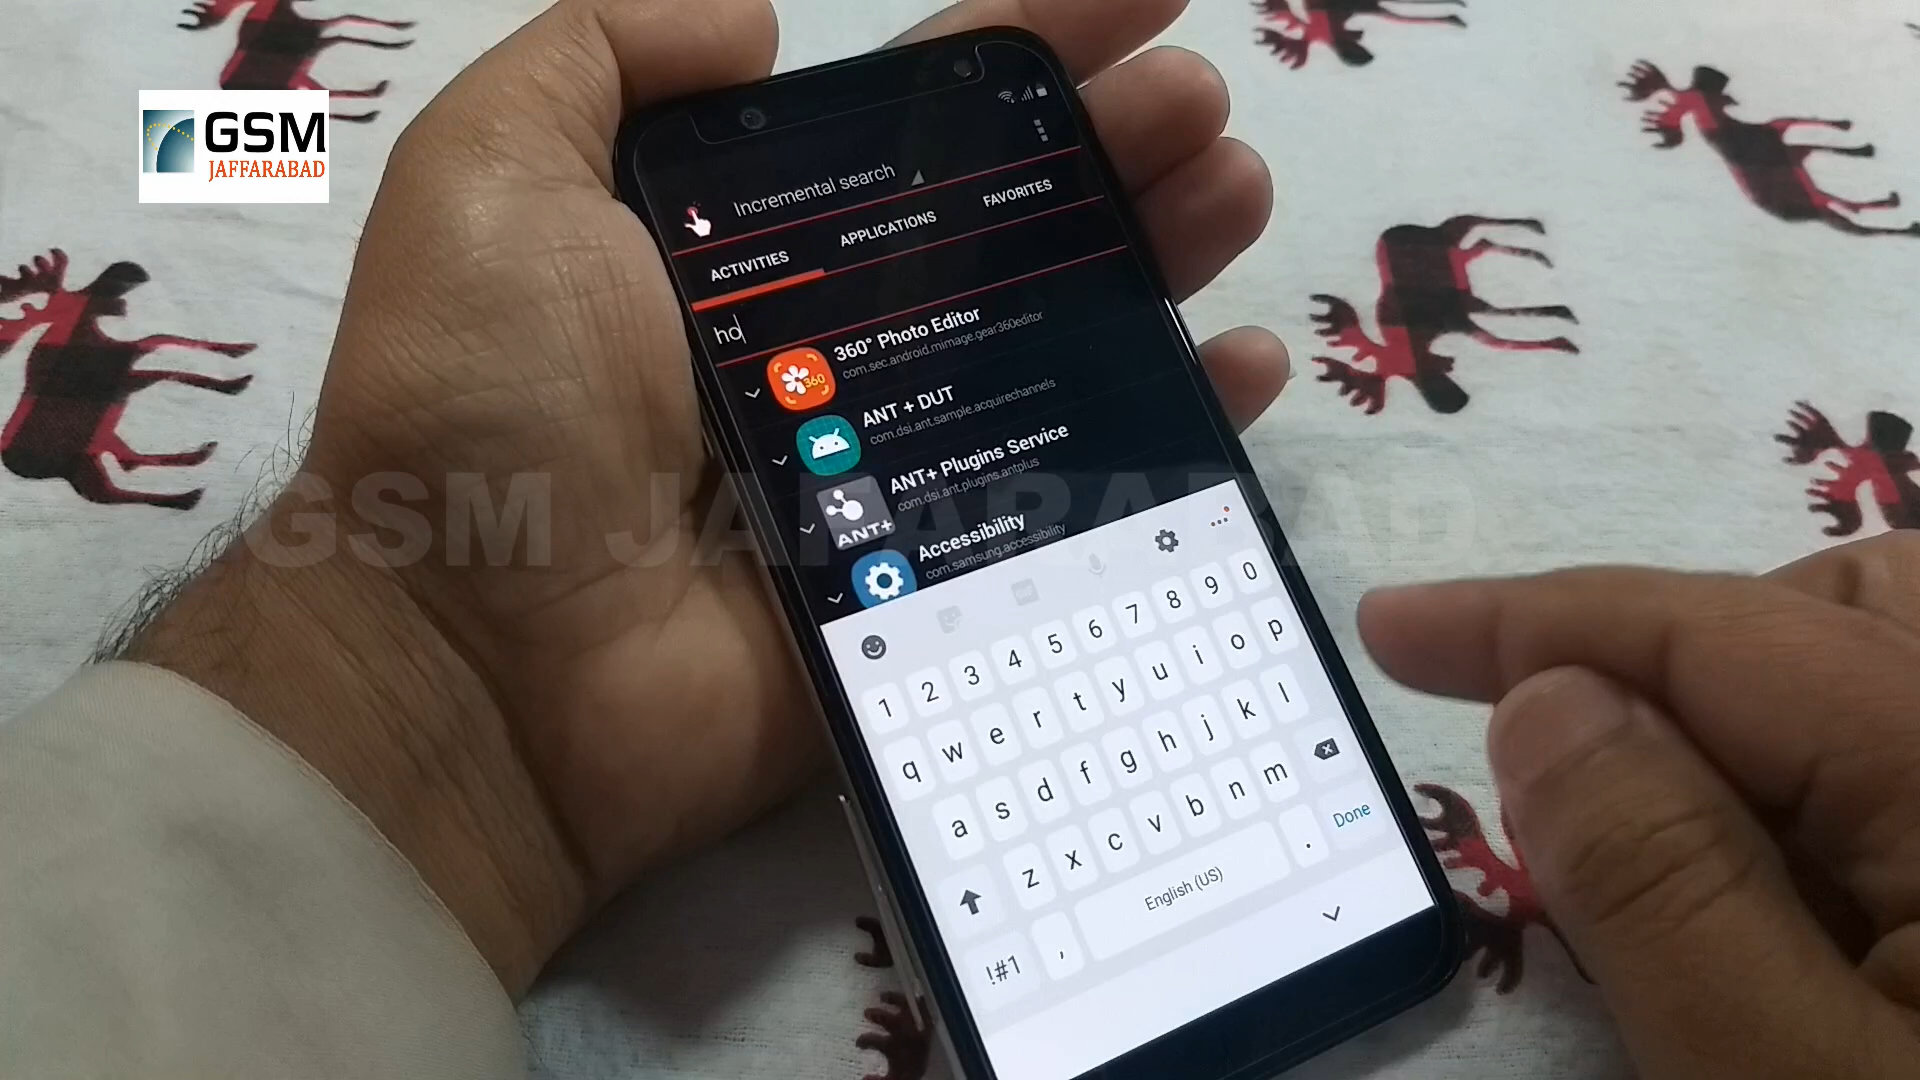 GSM
JAFFARABAD
Incremental search
ACTIVITIES
APPLICATIONS
FAVORITES
ho
360° Photo Editor
com.sec.android.mimage.gear360editor
360
ANT + DUT
com.dsi.ant.sample.acquirechannels
ANT+ Plugins Service
com.dsi.ant.plugins.antplus
ANT+
Accessibility
com.samsung.accessibility
GSM JAFARABAD
1 2 3 4 5 6 7 8 9 0
q w e r t y u i o p
a s d f g h j k l
z x c v b n m
!#1 , English (US) . Done